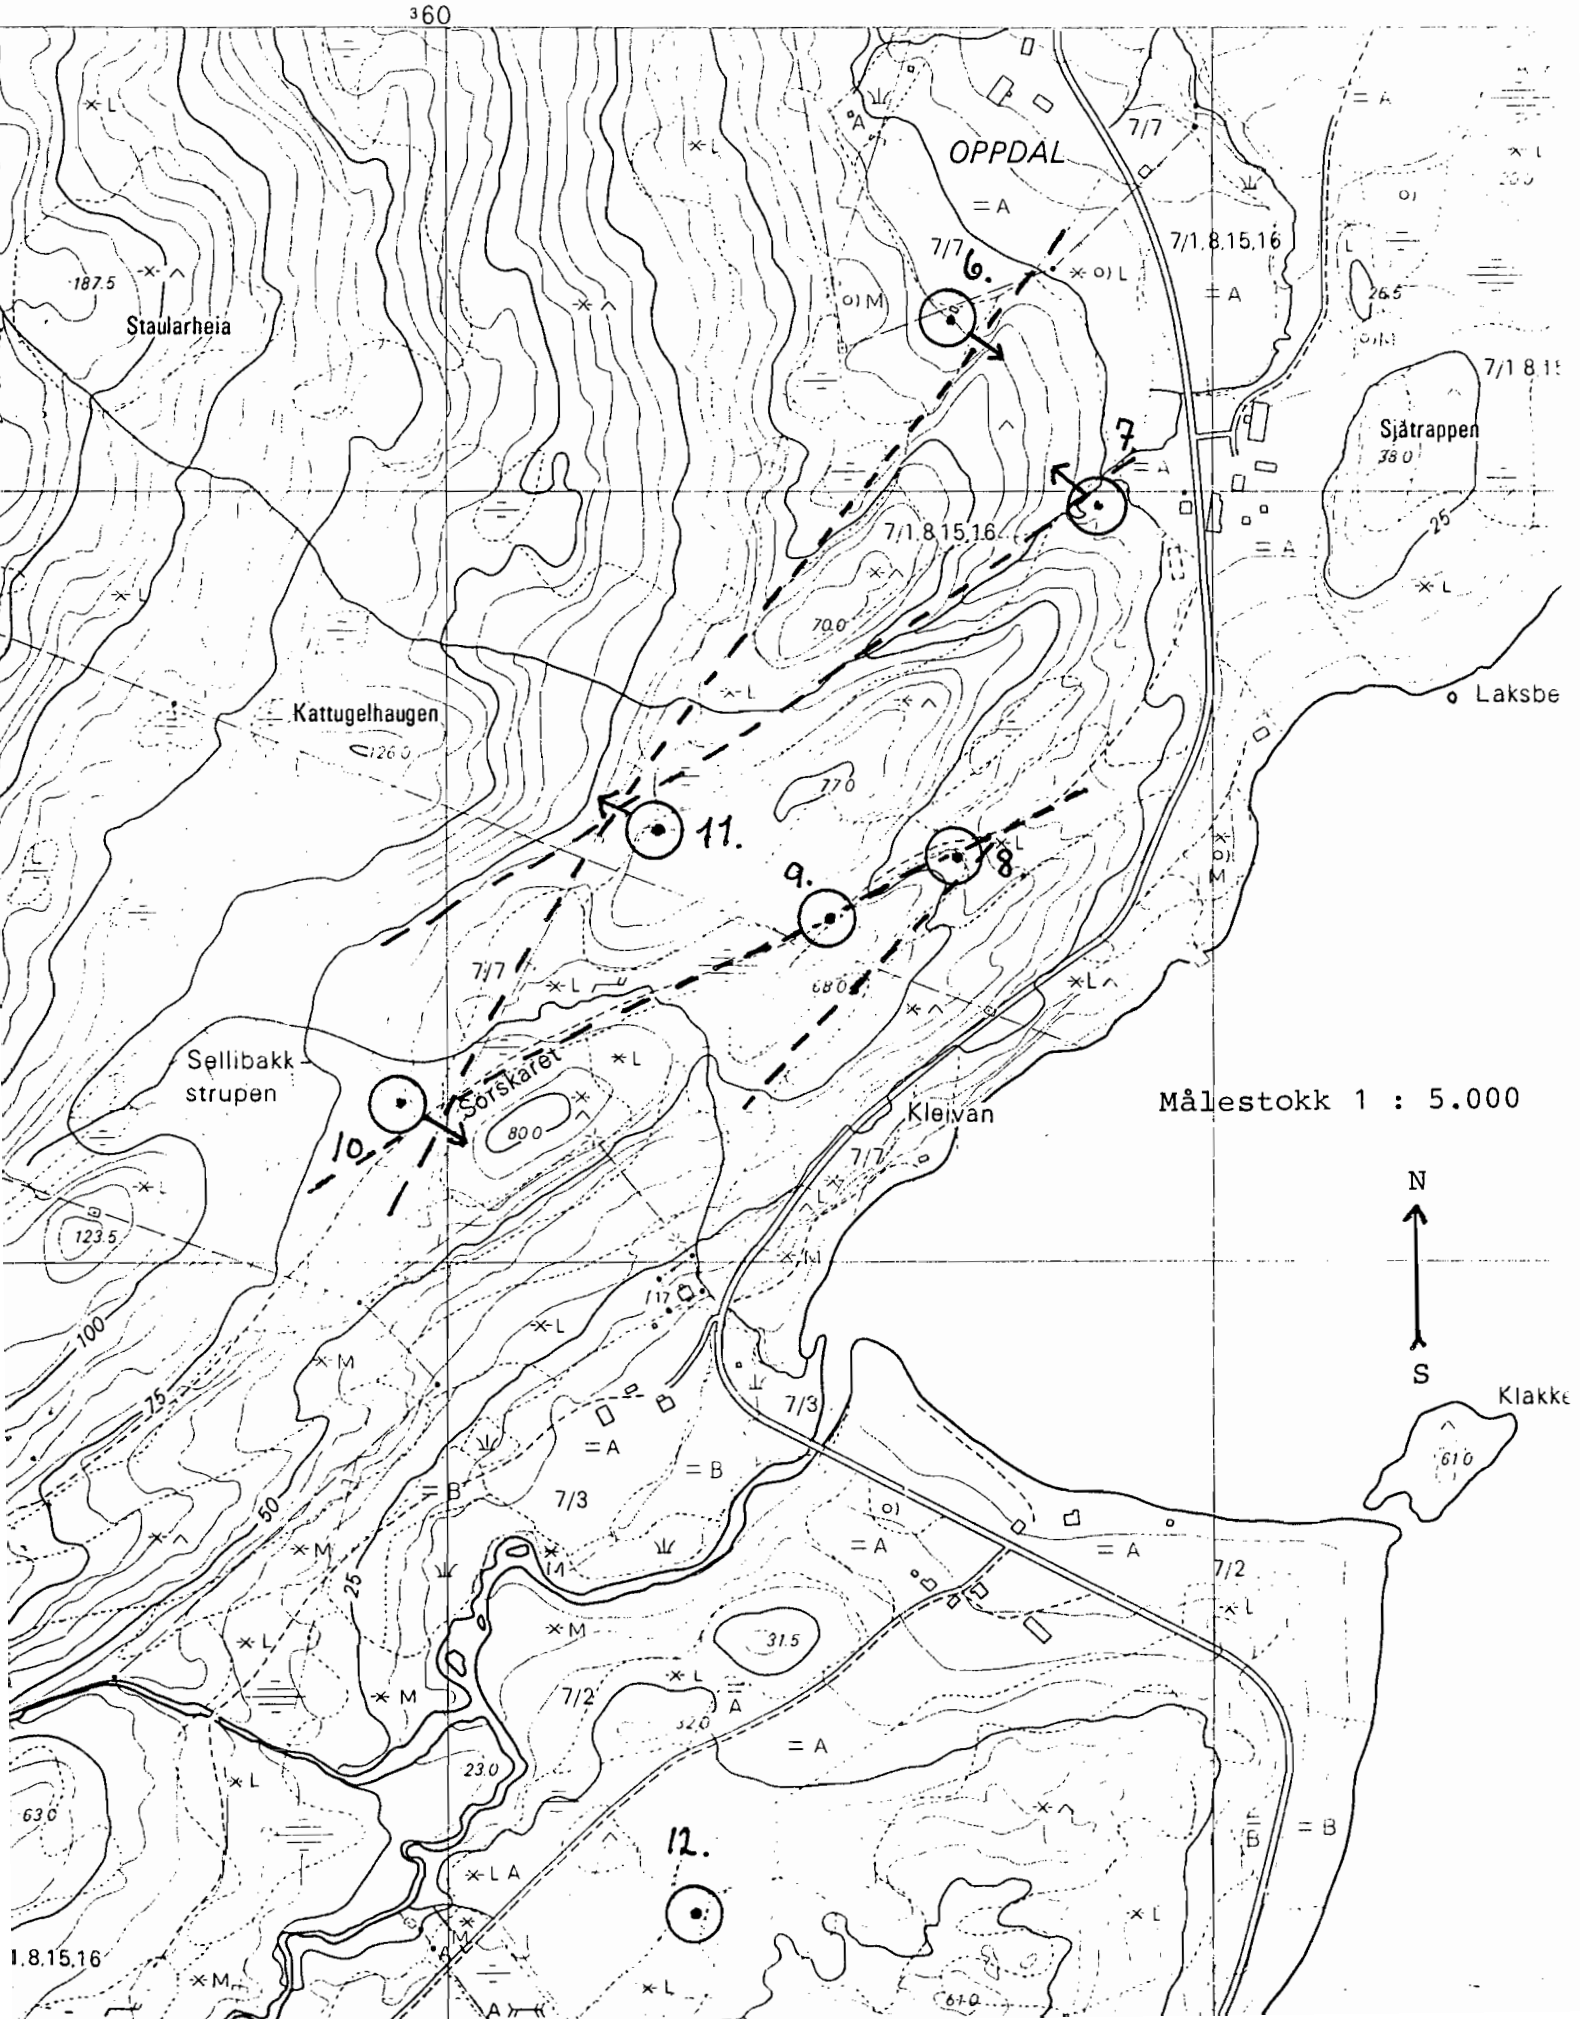 ³60
L
L
7/7
= A
L
OPPDAL
A
= A
7/7
6.
7/1.8.15,16
187.5
Staularheia
o) M
o) L
= A
26.5
7/1 8 15
Sjåtrappen
38 0
7
= A
25
7/1.8.15,16
= A
L
L
70.0
L
Laksbe
Kattugelhaugen
126 0
77 0
11.
9.
8.
L
o)
M
7/7
L
68 0
L
Sellibakk-
strupen
Sørskaret
L
80 0
10.
Kleivan
Målestokk 1 : 5.000
7/7
L
N
123.5
M
100
L
M
S
Klakke
75
7/3
= A
= B
= B
61 0
7/3
50
M
o)
= A
= A
7/2
25
M
L
M
31.5
L
L
A
7/2
M
32.0
= A
23.0
L
63 0
B
= B
12.
L A
L
M
A
1.8.15,16
M
L
A
61.0